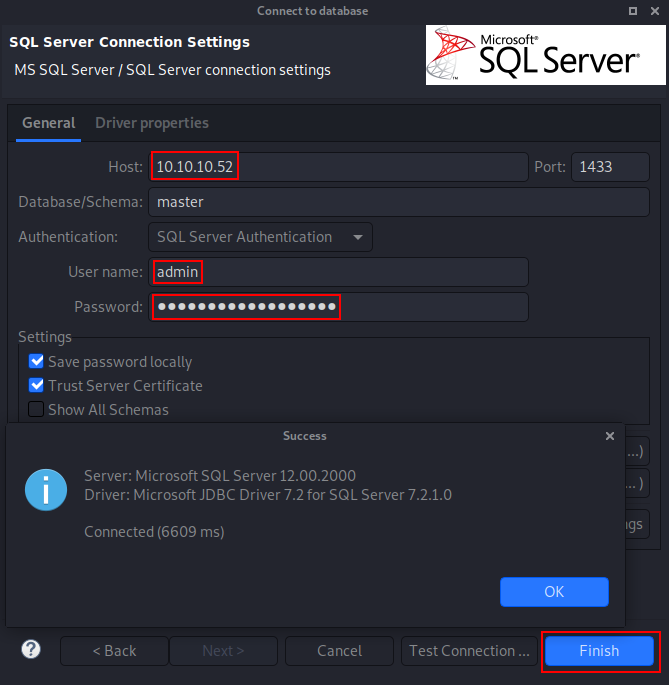 Connect to database
SQL Server Connection Settings
MS SQL Server / SQL Server connection settings
Microsoft®
SQL Server®
General Driver properties
Host: 10.10.10.52 Port: 1433
Database/Schema: master
Authentication: SQL Server Authentication
User name: admin
Password: ••••••••••••••••••
Settings
Save password locally
Trust Server Certificate
Show All Schemas
...)
...)
ngs
Success
Server: Microsoft SQL Server 12.00.2000
Driver: Microsoft JDBC Driver 7.2 for SQL Server 7.2.1.0
Connected (6609 ms)
OK
? < Back Next > Cancel Test Connection ... Finish